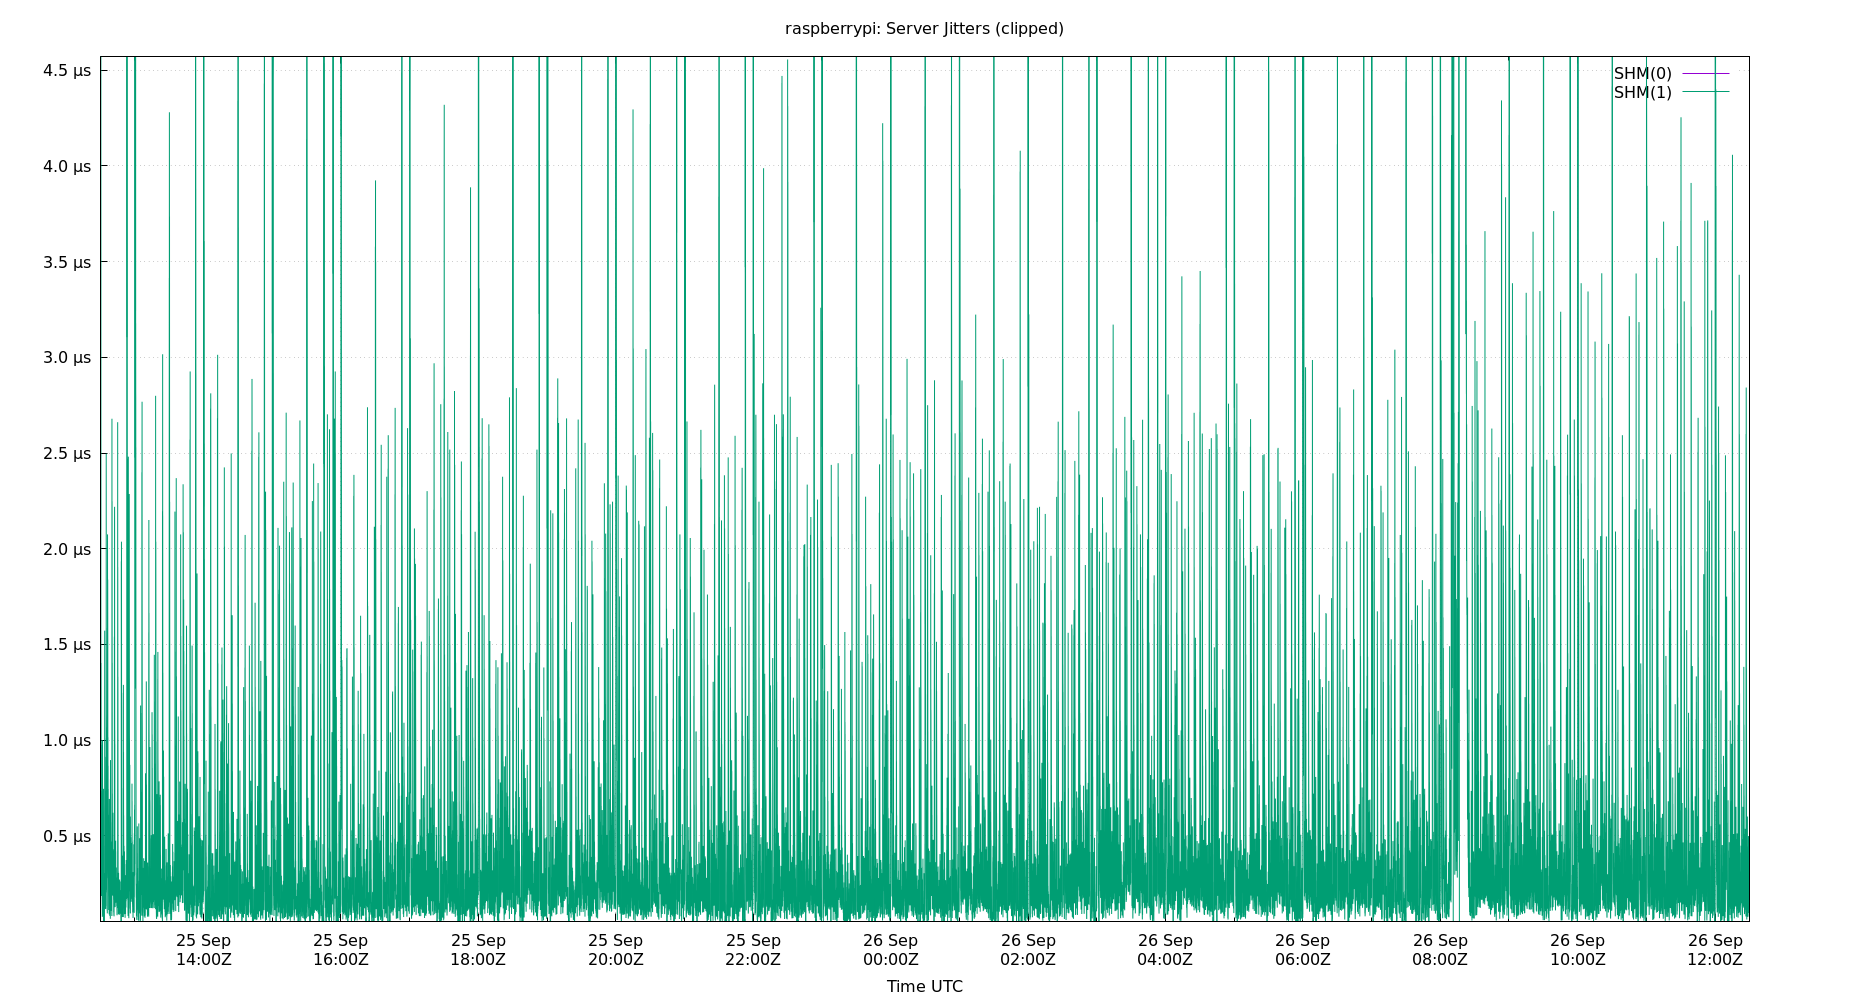 raspberrypi: Server Jitters (clipped)
4.5 µs
4.0 µs
3.5 µs
3.0 µs
2.5 µs
2.0 µs
1.5 µs
1.0 µs
0.5 µs
SHM(0)
SHM(1)
25 Sep 25 Sep 25 Sep 25 Sep 25 Sep 26 Sep 26 Sep 26 Sep 26 Sep 26 Sep 26 Sep 26 Sep
14:00Z 16:00Z 18:00Z 20:00Z 22:00Z 00:00Z 02:00Z 04:00Z 06:00Z 08:00Z 10:00Z 12:00Z
Time UTC